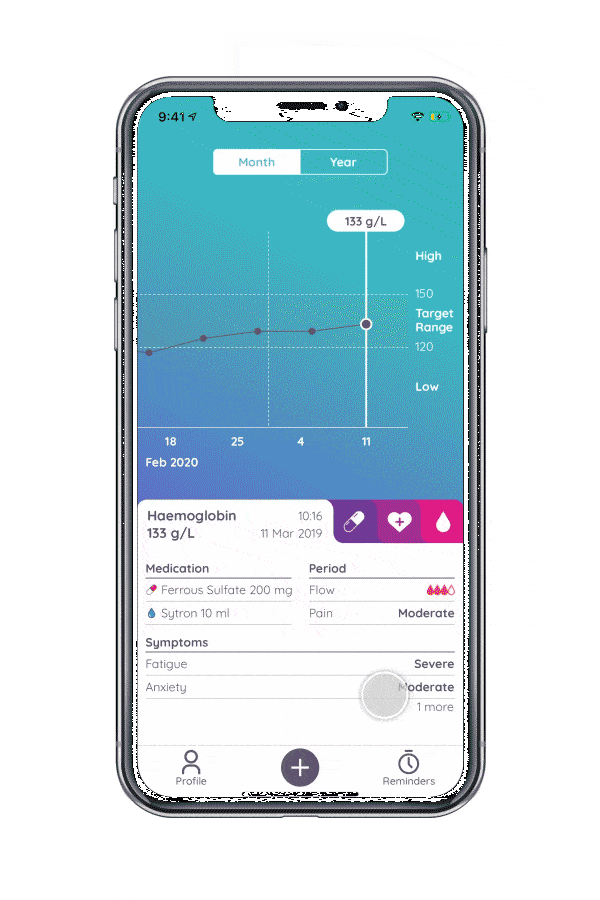 9:41
Month Year
133 g/L
High
150
Target
Range
120
Low
18 25 4 11
Feb 2020
Haemoglobin 10:16
133 g/L 11 Mar 2019
Medication Period
Ferrous Sulfate 200 mg Flow
Sytron 10 ml Pain Moderate
Symptoms
Fatigue Severe
Anxiety Moderate
1 more
Profile Reminders